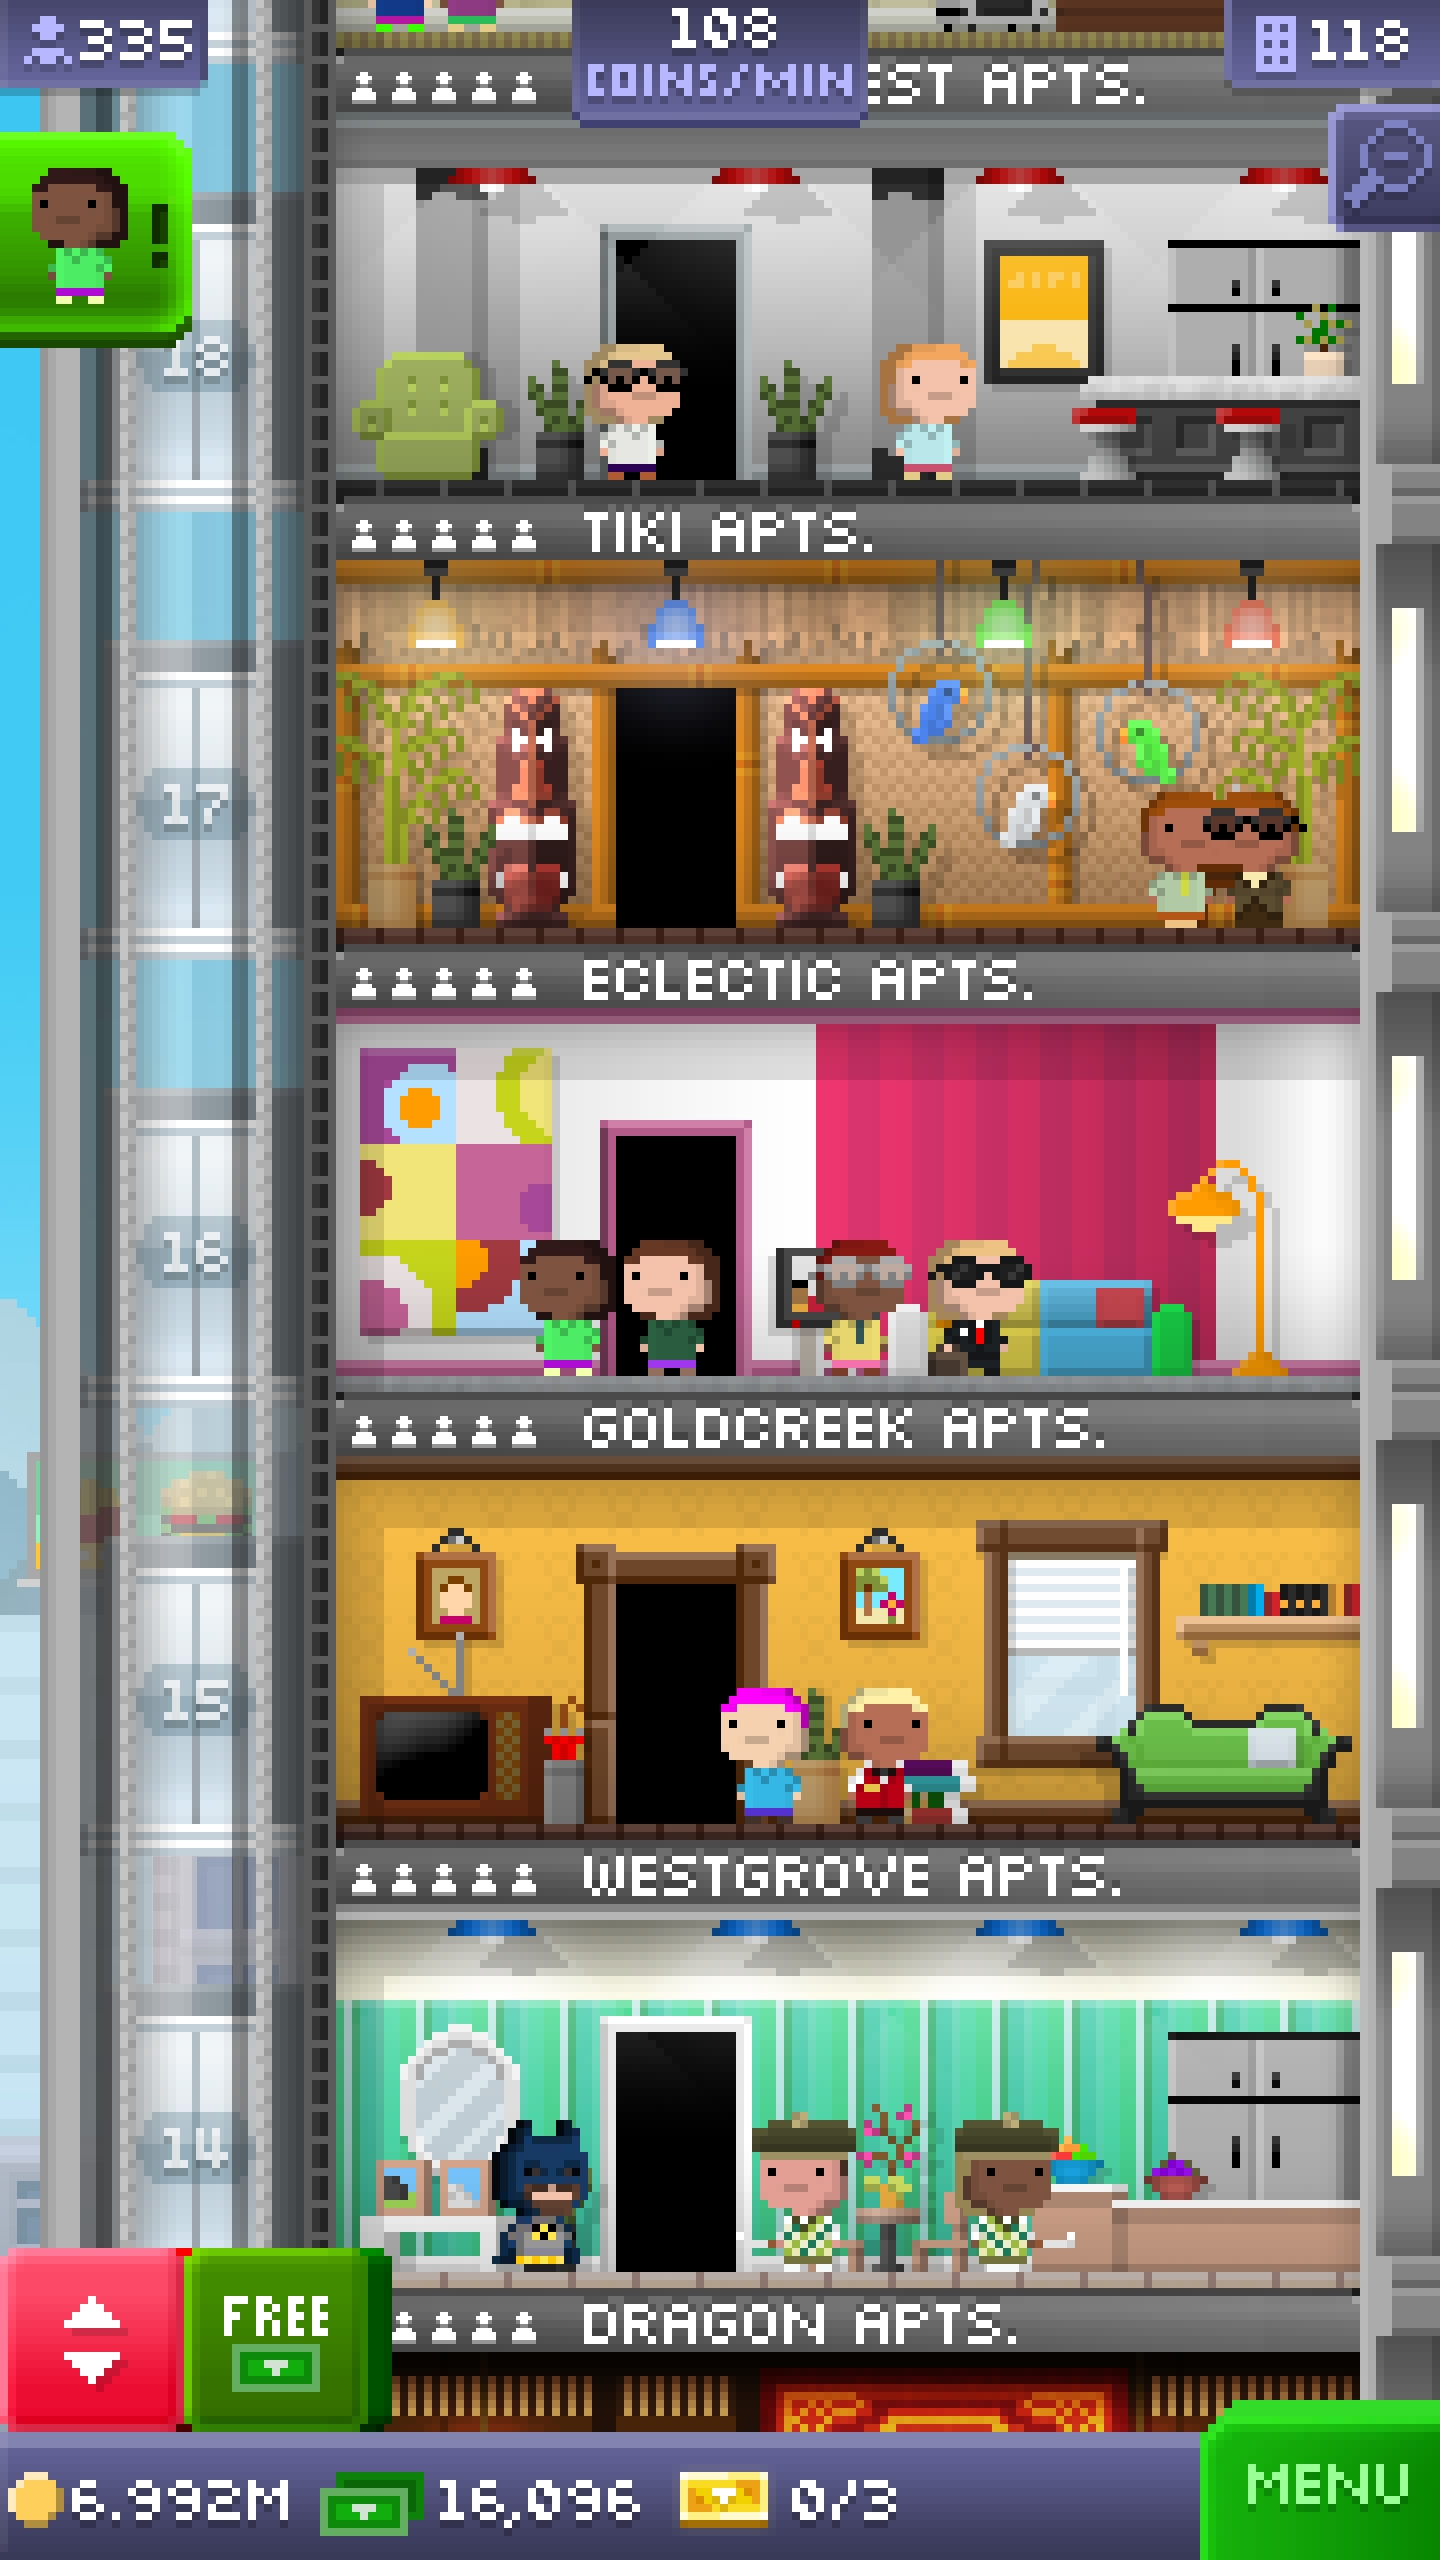 335
108
COINS/MIN
118
EST APTS.
!
18
TIKI APTS.
17
ECLECTIC APTS.
16
GOLDCREEK APTS.
15
WESTGROVE APTS.
14
FREE
DRAGON APTS.
6.992M
16,096
0/3
MENU